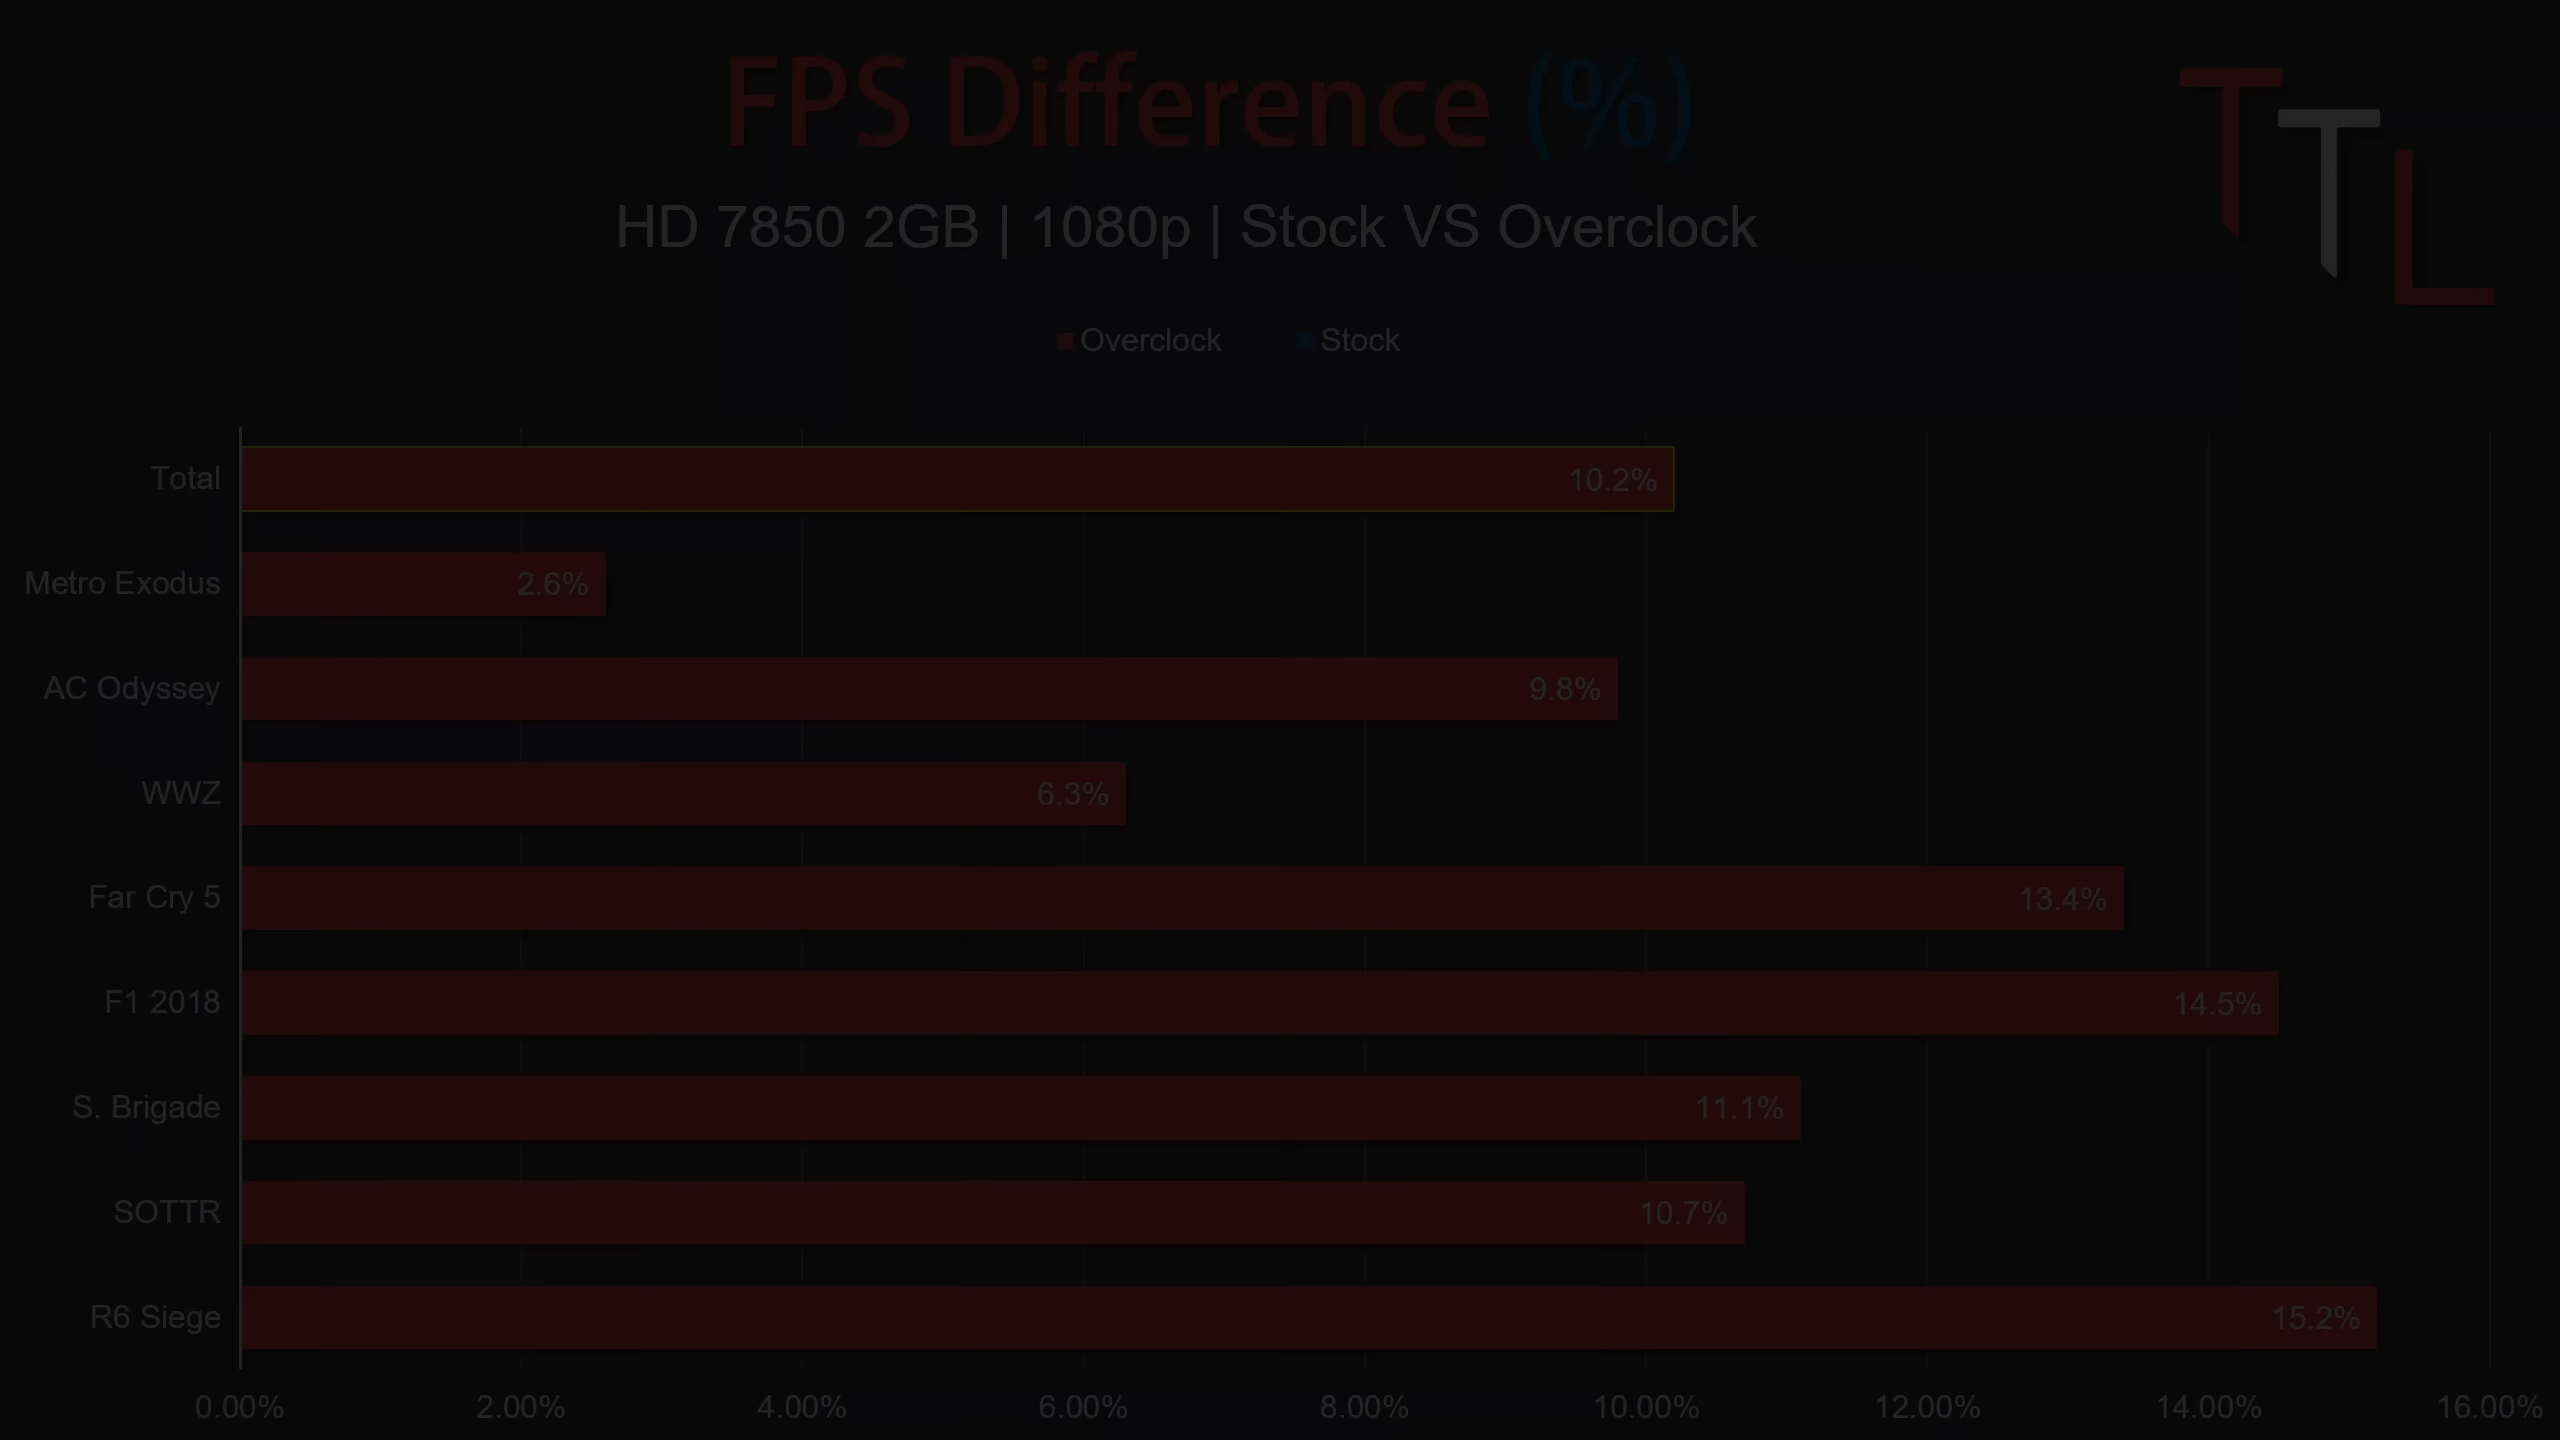 FPS Difference (%)
TTL
HD 7850 2GB | 1080p | Stock VS Overclock
Overclock Stock
Total 10.2%
Metro Exodus 2.6%
AC Odyssey 9.8%
WWZ 6.3%
Far Cry 5 13.4%
F1 2018 14.5%
S. Brigade 11.1%
SOTTR 10.7%
R6 Siege 15.2%
0.00% 2.00% 4.00% 6.00% 8.00% 10.00% 12.00% 14.00% 16.00%